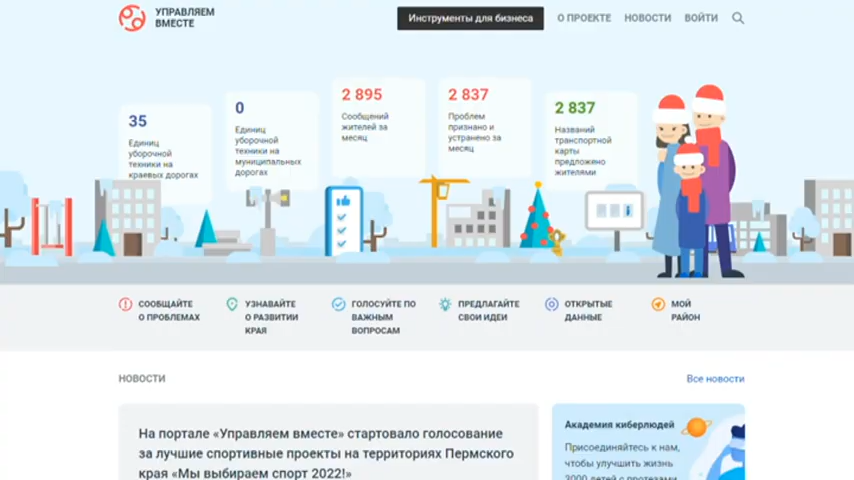 УПРАВЛЯЕМ
ВМЕСТЕ
Инструменты для бизнеса
О ПРОЕКТЕ
НОВОСТИ
ВОЙТИ
35
Единиц
уборочной
техники на
краевых дорогах
0
Единиц
уборочной
техники на
муниципальных
дорогах
2 895
Сообщений
жителей за
месяц
2 837
Проблем
признано и
устранено за
месяц
2 837
Названий
транспортной
карты
предложено
жителями
СООБЩАЙТЕ
О ПРОБЛЕМАХ
УЗНАВАЙТЕ
О РАЗВИТИИ
КРАЯ
ГОЛОСУЙТЕ ПО
ВАЖНЫМ
ВОПРОСАМ
ПРЕДЛАГАЙТЕ
СВОИ ИДЕИ
ОТКРЫТЫЕ
ДАННЫЕ
МОЙ
РАЙОН
НОВОСТИ
Все новости
На портале «Управляем вместе» стартовало голосование
за лучшие спортивные проекты на территориях Пермского
края «Мы выбираем спорт 2022!»
Академия киберлюдей
Присоединяйтесь к нам,
чтобы улучшить жизнь
3000 детей с протезами